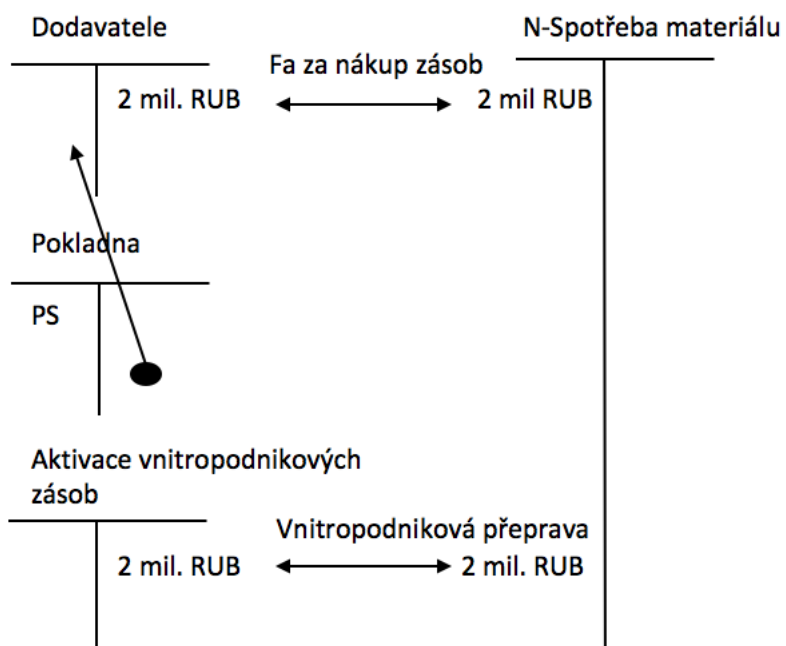 Dodavatele
N-Spotřeba materiálu
Fa za nákup zásob
2 mil. RUB
2 mil RUB
Pokladna
PS
Aktivace vnitropodnikových
zásob
Vnitropodniková přeprava
2 mil. RUB
2 mil. RUB